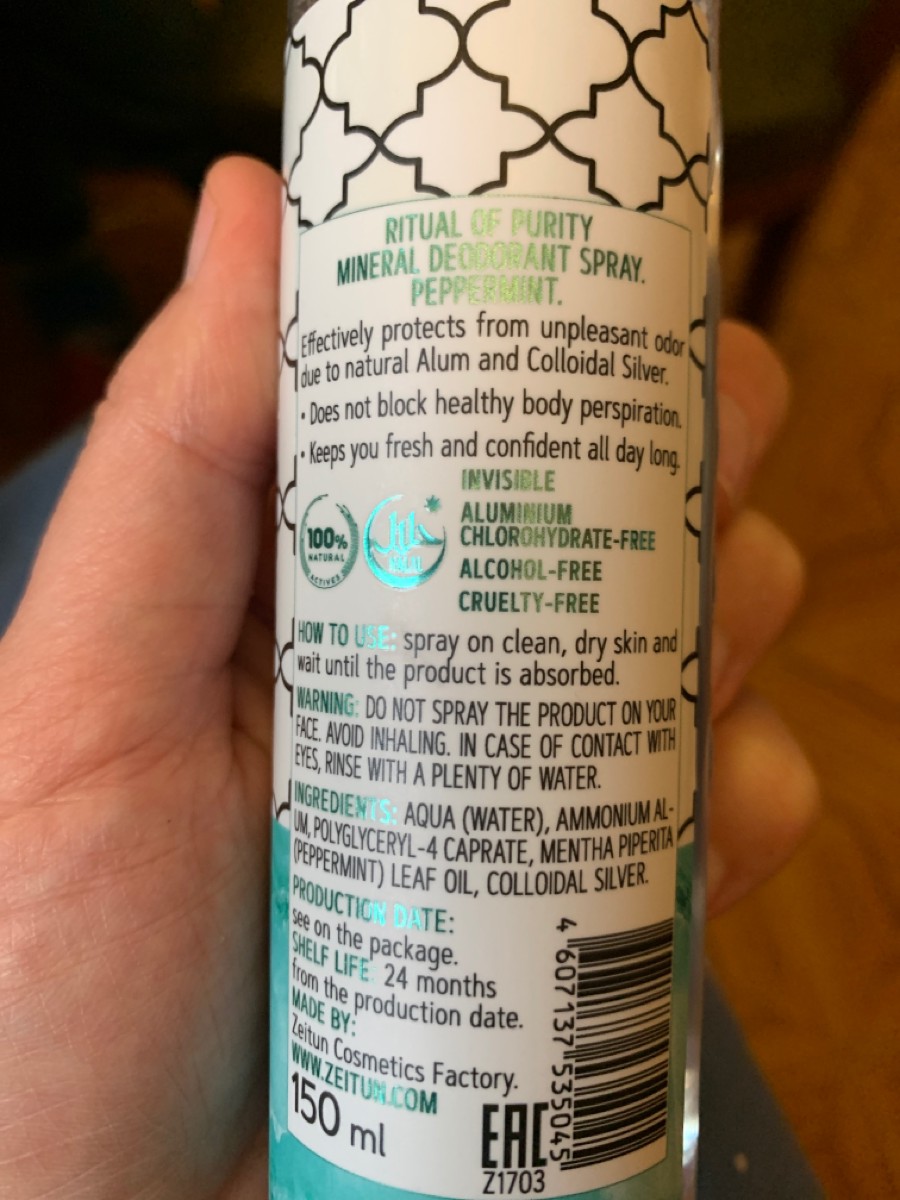 RITUAL OF PURITY
MINERAL DEODORANT SPRAY.
PEPPERMINT.
Effectively protects from unpleasant odor
due to natural Alum and Colloidal Silver.
• Does not block healthy body perspiration.
• Keeps you fresh and confident all day long.
100%
NATURAL
ACTIVES
INVISIBLE
ALUMINIUM
CHLOROHYDRATE-FREE
ALCOHOL-FREE
CRUELTY-FREE
HOW TO USE: spray on clean, dry skin and
wait until the product is absorbed.
WARNING: DO NOT SPRAY THE PRODUCT ON YOUR
FACE. AVOID INHALING. IN CASE OF CONTACT WITH
EYES, RINSE WITH A PLENTY OF WATER.
INGREDIENTS: AQUA (WATER), AMMONIUM AL-
UM, POLYGLYCERYL-4 CAPRATE, MENTHA PIPERITA
(PEPPERMINT) LEAF OIL, COLLOIDAL SILVER.
PRODUCTION DATE:
see on the package.
SHELF LIFE: 24 months
from the production date.
MADE BY:
Zeitun Cosmetics Factory.
WWW.ZEITUN.COM
150 ml
EAC
Z1703
4 607137 535045